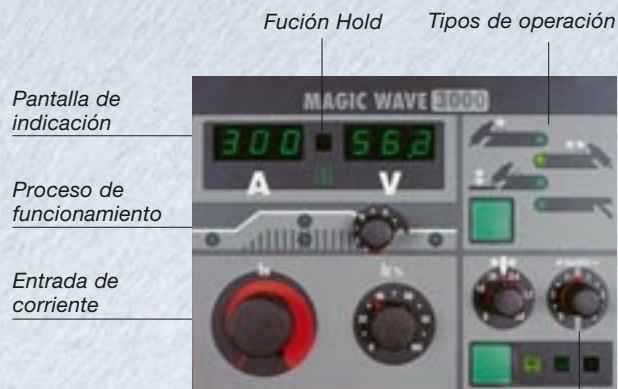 Fución Hold
Tipos de operación
Pantalla de
indicación
MAGIC WAVE 3000
300
56.2
A
V
Proceso de
funcionamiento
Entrada de
corriente